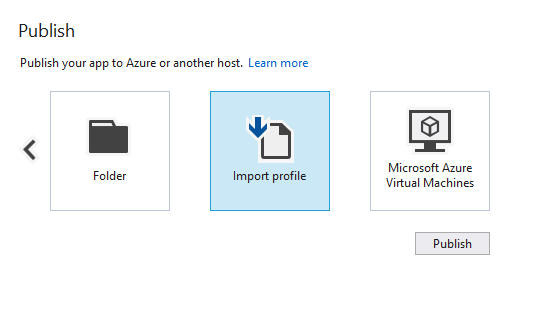 Publish
Publish your app to Azure or another host. Learn more
Folder
Import profile
Microsoft Azure
Virtual Machines
Publish